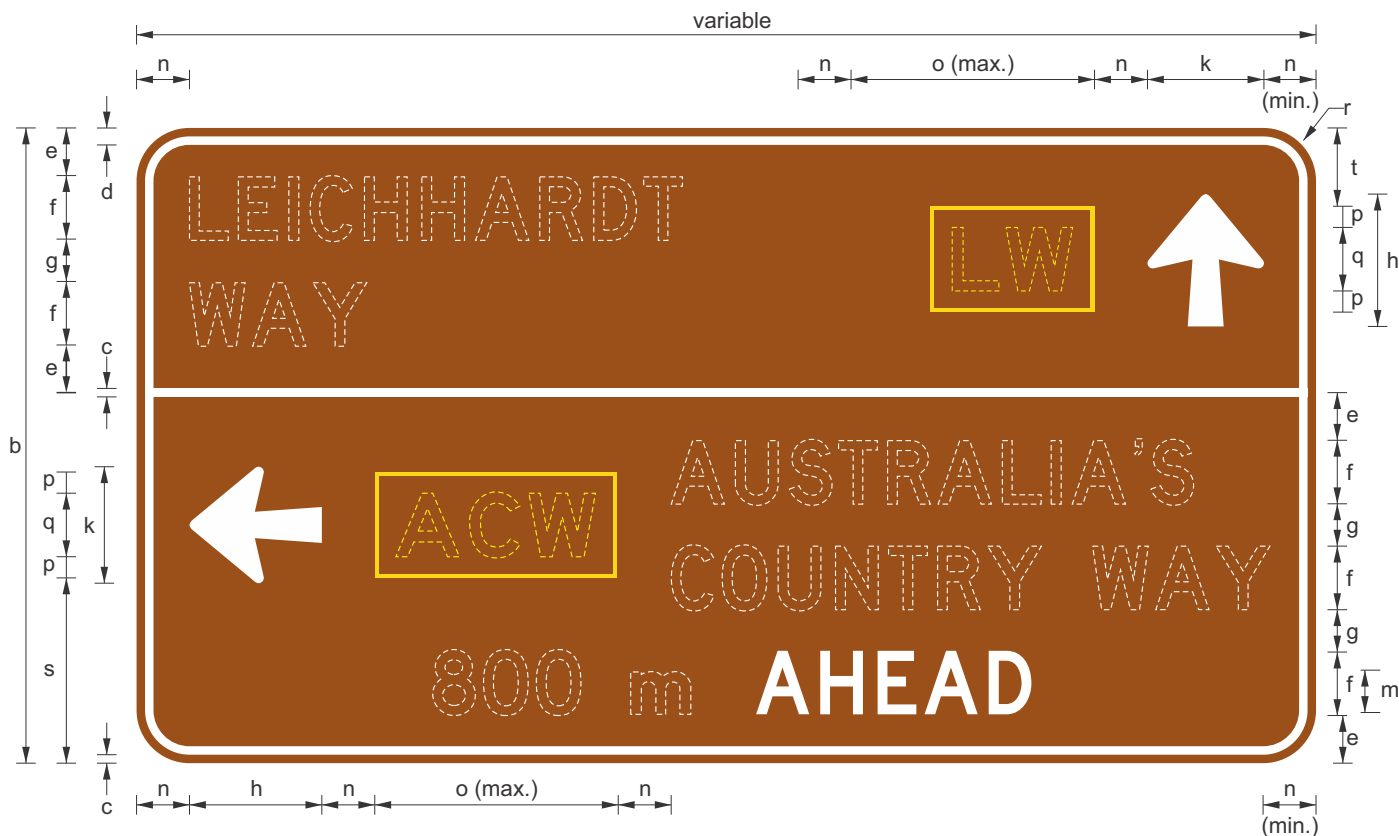 variable
n o (max.) n k n
n (min.)
r
e t
d
LEICHHARDT
f p
LW q h
g p
WAY
f
c
e
e
b
AUSTRALIA'S f
p
ACW
q k g
p COUNTRY WAY f
g
s 800 m AHEAD f m
e
c
n h n o (max.) n n
(min.)